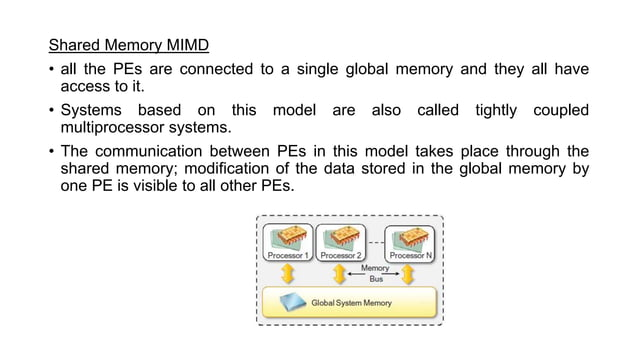 Shared Memory MIMD
• all the PEs are connected to a single global memory and they all have
access to it.
• Systems based on this model are also called tightly coupled
multiprocessor systems.
• The communication between PEs in this model takes place through the
shared memory; modification of the data stored in the global memory by
one PE is visible to all other PEs.
Processor 1 Processor 2 Processor N
Memory
Bus
Global System Memory